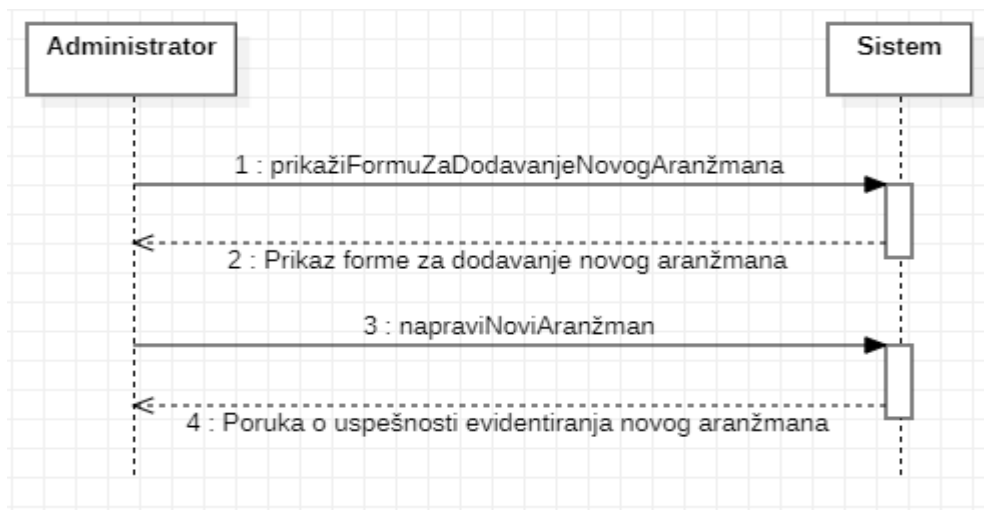 Administrator
Sistem
1 : prikažiFormuZaDodavanjeNovogAranžmana
2 : Prikaz forme za dodavanje novog aranžmana
3 : napraviNoviAranžman
4 : Poruka o uspešnosti evidentiranja novog aranžmana